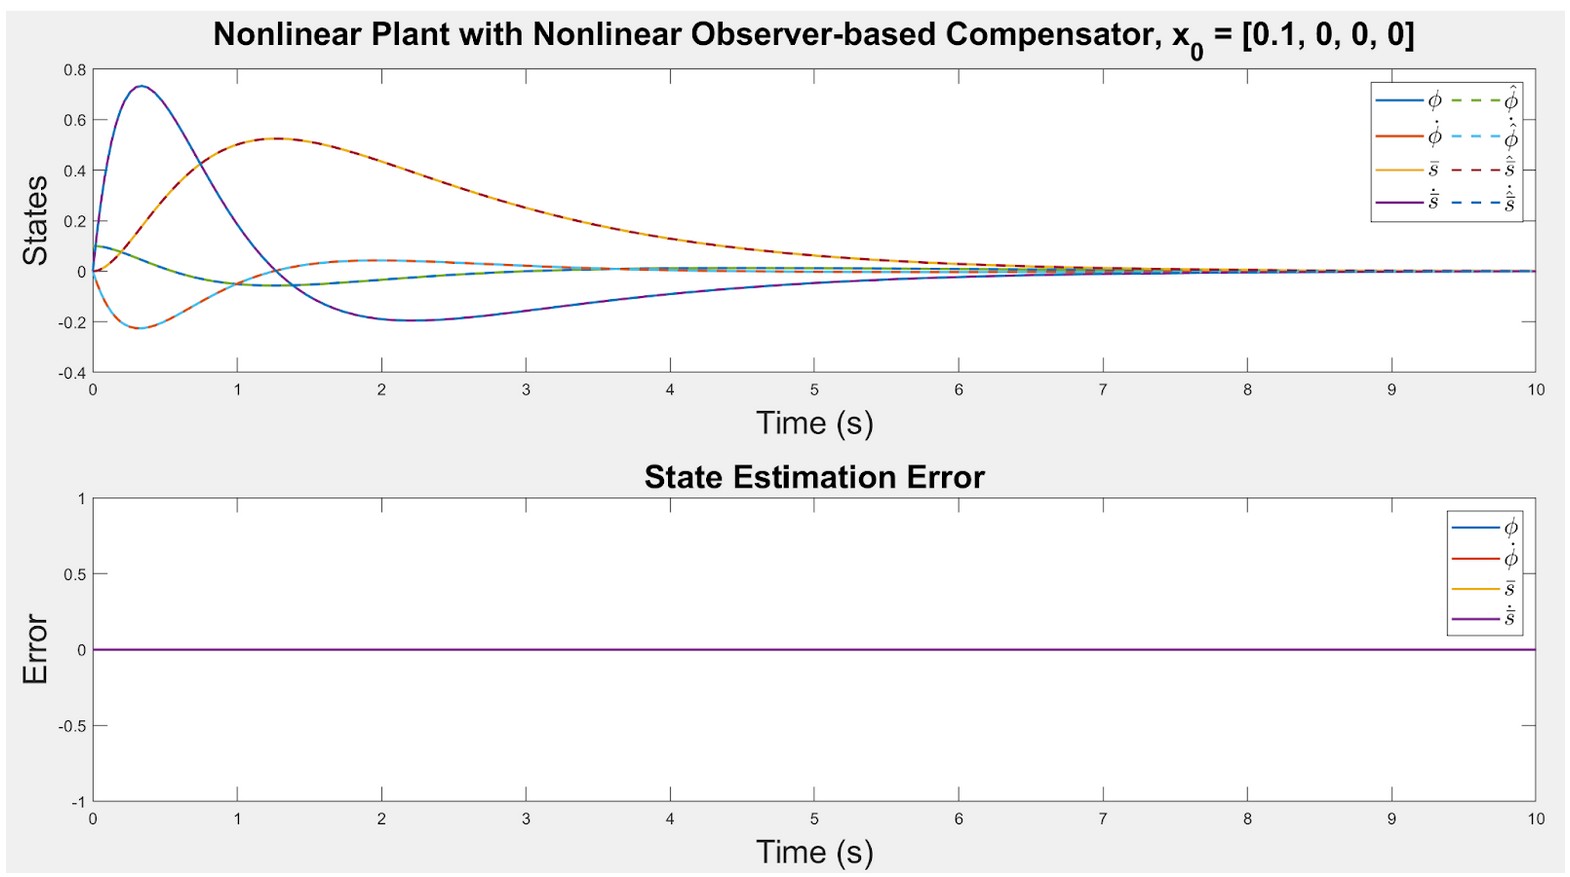 Nonlinear Plant with Nonlinear Observer-based Compensator, x₀ = [0.1, 0, 0, 0]
0.8
0.6
0.4
0.2
0
-0.2
-0.4
States
ϕ ϕ̂
ϕ̇ ϕ̂̇
s̄ s̄̂
s̄̇ s̄̂̇
0 1 2 3 4 5 6 7 8 9 10
Time (s)
State Estimation Error
1
0.5
0
-0.5
-1
Error
ϕ
ϕ̇
s̄
s̄̇
0 1 2 3 4 5 6 7 8 9 10
Time (s)